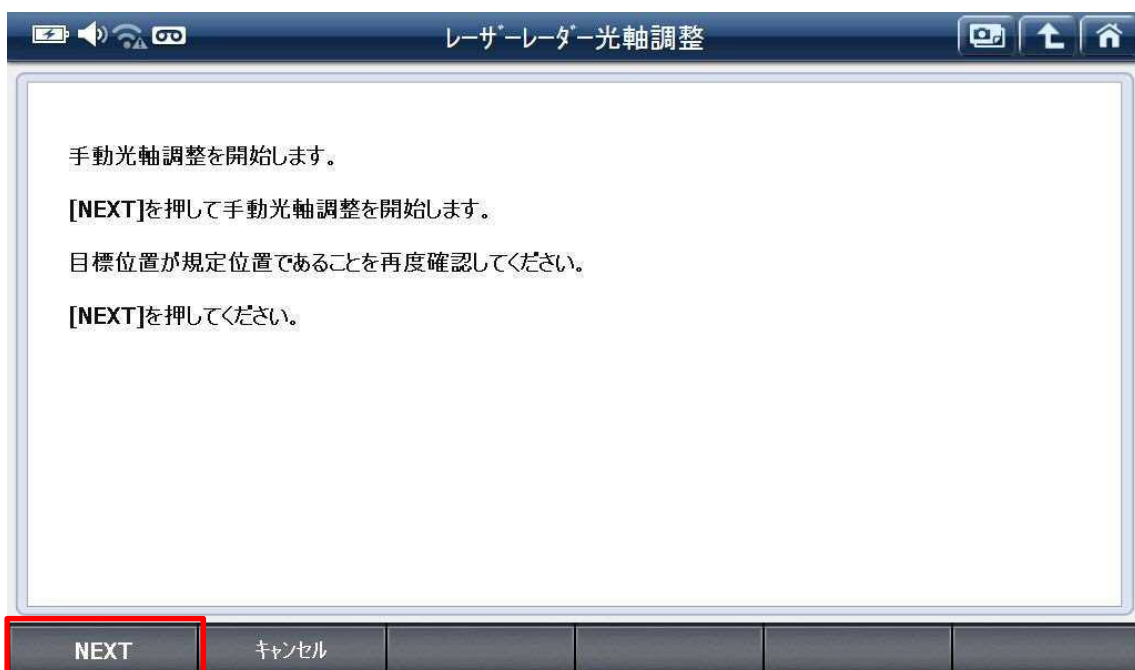 レーザーレーダー光軸調整
手動光軸調整を開始します。
[NEXT]を押して手動光軸調整を開始します。
目標位置が規定位置であることを再度確認してください。
[NEXT]を押してください。
NEXT キャンセル